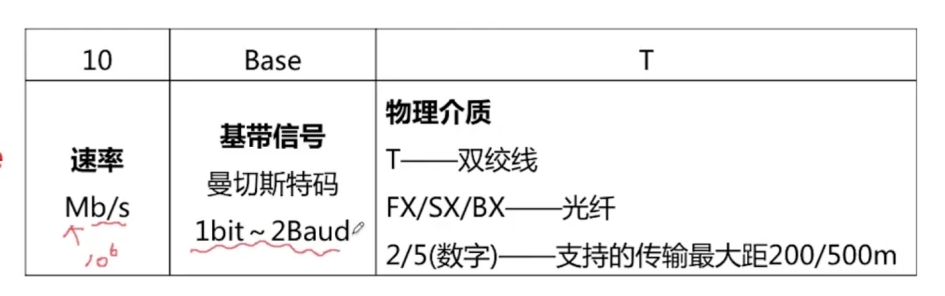 10
Base
T
速率
Mb/s
10⁶
基带信号
曼切斯特码
1bit~2Baud
物理介质
T——双绞线
FX/SX/BX——光纤
2/5(数字)——支持的传输最大距200/500m